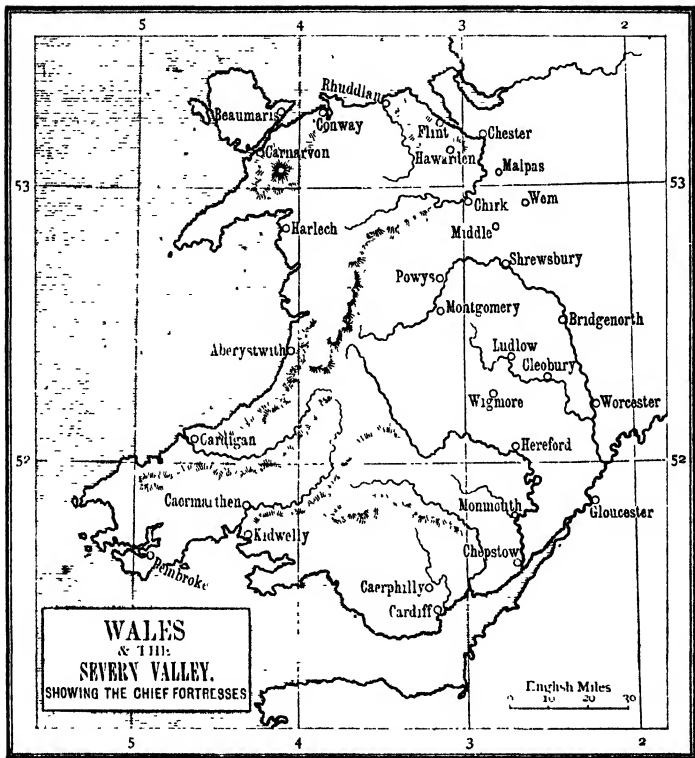 5 4 3 2
Rhuddlan
Beaumaris
Conway
Flint
Chester
Carnarvon
Hawarden
Malpas
53 53
Chirk
Wem
Harlech
Middle
Shrewsbury
Powys
Montgomery
Bridgenorth
Aberystwith
Ludlow
Cleobury
Wigmore
Worcester
Cardigan
Hereford
52 52
Caermarthen
Monmouth
Gloucester
Kidwelly
Chepstow
Pembroke
Caerphilly
Cardiff
WALES
& THE
SEVERN VALLEY.
SHOWING THE CHIEF FORTRESSES
English Miles
0 10 20 30
5 4 3 2